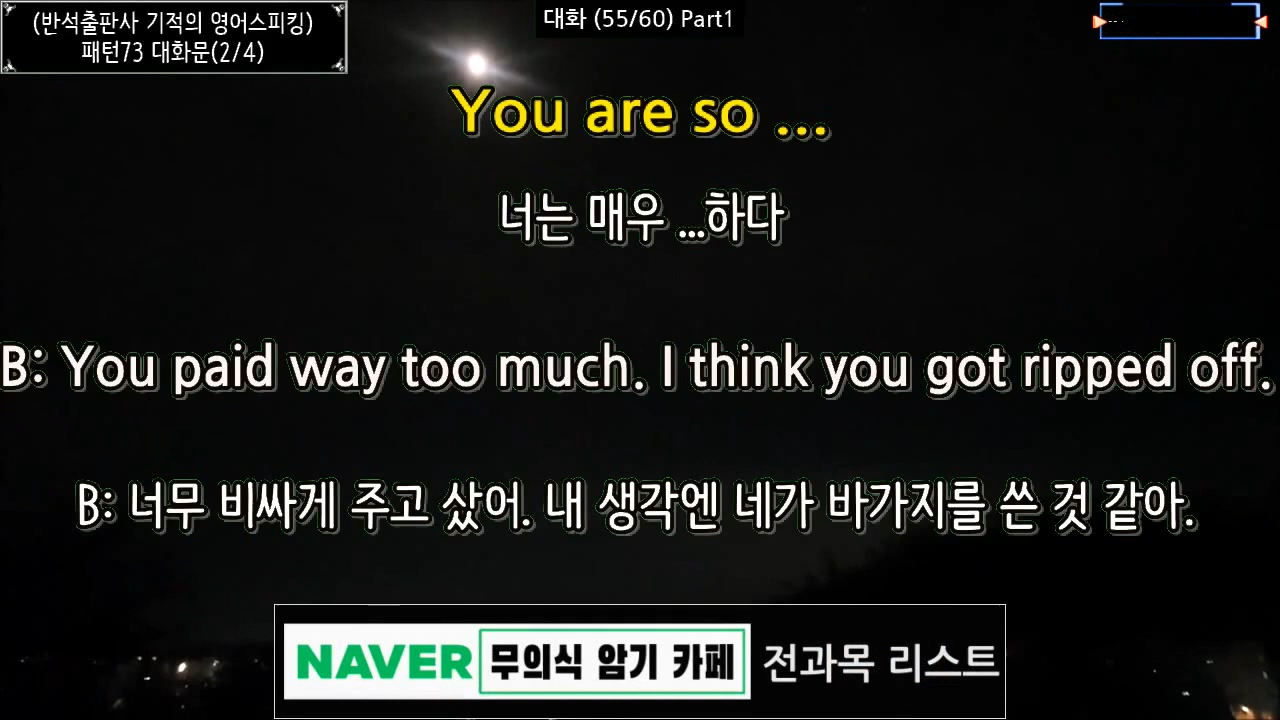 (반석출판사 기적의 영어스피킹)
패턴73 대화문(2/4)
대화 (55/60) Part1
You are so ...
너는 매우 ...하다
B: You paid way too much. I think you got ripped off.
B: 너무 비싸게 주고 샀어. 내 생각엔 네가 바가지를 쓴 것 같아.
NAVER 무의식 암기 카페 전과목 리스트